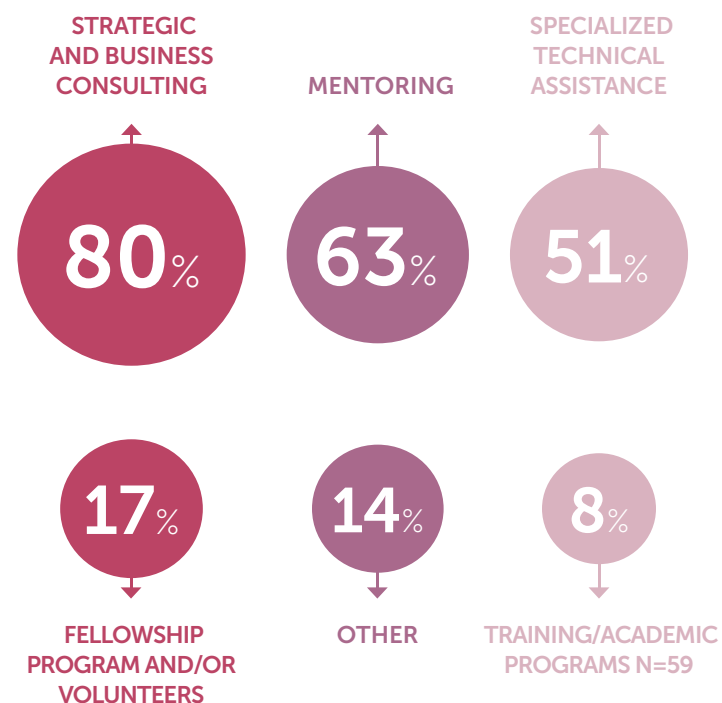 STRATEGIC
AND BUSINESS
CONSULTING
MENTORING
SPECIALIZED
TECHNICAL
ASSISTANCE
80%
63%
51%
17%
14%
8%
FELLOWSHIP
PROGRAM AND/OR
VOLUNTEERS
OTHER
TRAINING/ACADEMIC
PROGRAMS N=59